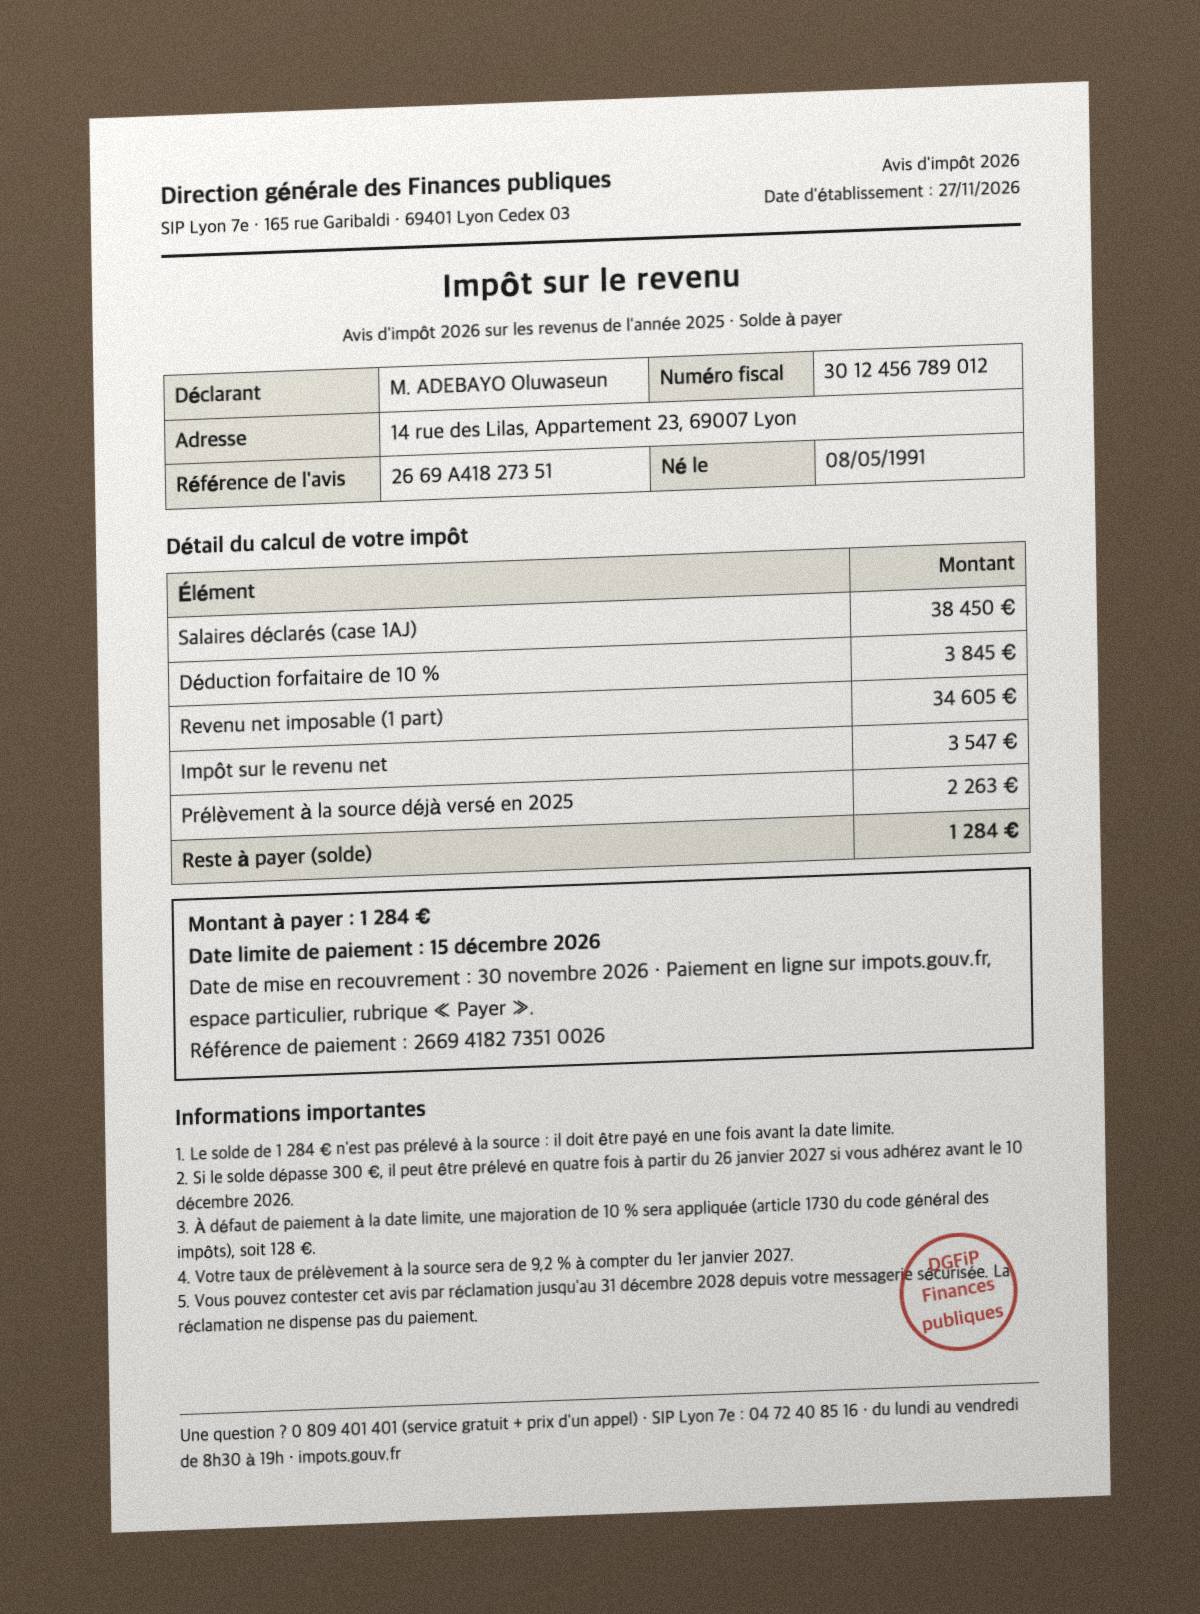 Direction générale des Finances publiques
SIP Lyon 7e · 165 rue Garibaldi · 69401 Lyon Cedex 03
Avis d'impôt 2026
Date d'établissement : 27/11/2026
Impôt sur le revenu
Avis d'impôt 2026 sur les revenus de l'année 2025 · Solde à payer
Déclarant M. ADEBAYO Oluwaseun Numéro fiscal 30 12 456 789 012
Adresse 14 rue des Lilas, Appartement 23, 69007 Lyon
Référence de l'avis 26 69 A418 273 51 Né le 08/05/1991
Détail du calcul de votre impôt
Élément Montant
Salaires déclarés (case 1AJ) 38 450 €
Déduction forfaitaire de 10 % 3 845 €
Revenu net imposable (1 part) 34 605 €
Impôt sur le revenu net 3 547 €
Prélèvement à la source déjà versé en 2025 2 263 €
Reste à payer (solde) 1 284 €
Montant à payer : 1 284 €
Date limite de paiement : 15 décembre 2026
Date de mise en recouvrement : 30 novembre 2026 · Paiement en ligne sur impots.gouv.fr,
espace particulier, rubrique « Payer ».
Référence de paiement : 2669 4182 7351 0026
Informations importantes
1. Le solde de 1 284 € n'est pas prélevé à la source : il doit être payé en une fois avant la date limite.
2. Si le solde dépasse 300 €, il peut être prélevé en quatre fois à partir du 26 janvier 2027 si vous adhérez avant le 10
décembre 2026.
3. À défaut de paiement à la date limite, une majoration de 10 % sera appliquée (article 1730 du code général des
impôts), soit 128 €.
4. Votre taux de prélèvement à la source sera de 9,2 % à compter du 1er janvier 2027.
5. Vous pouvez contester cet avis par réclamation jusqu'au 31 décembre 2028 depuis votre messagerie sécurisée. La
réclamation ne dispense pas du paiement.
DGFiP
Finances
publiques
Une question ? 0 809 401 401 (service gratuit + prix d'un appel) · SIP Lyon 7e : 04 72 40 85 16 · du lundi au vendredi
de 8h30 à 19h · impots.gouv.fr